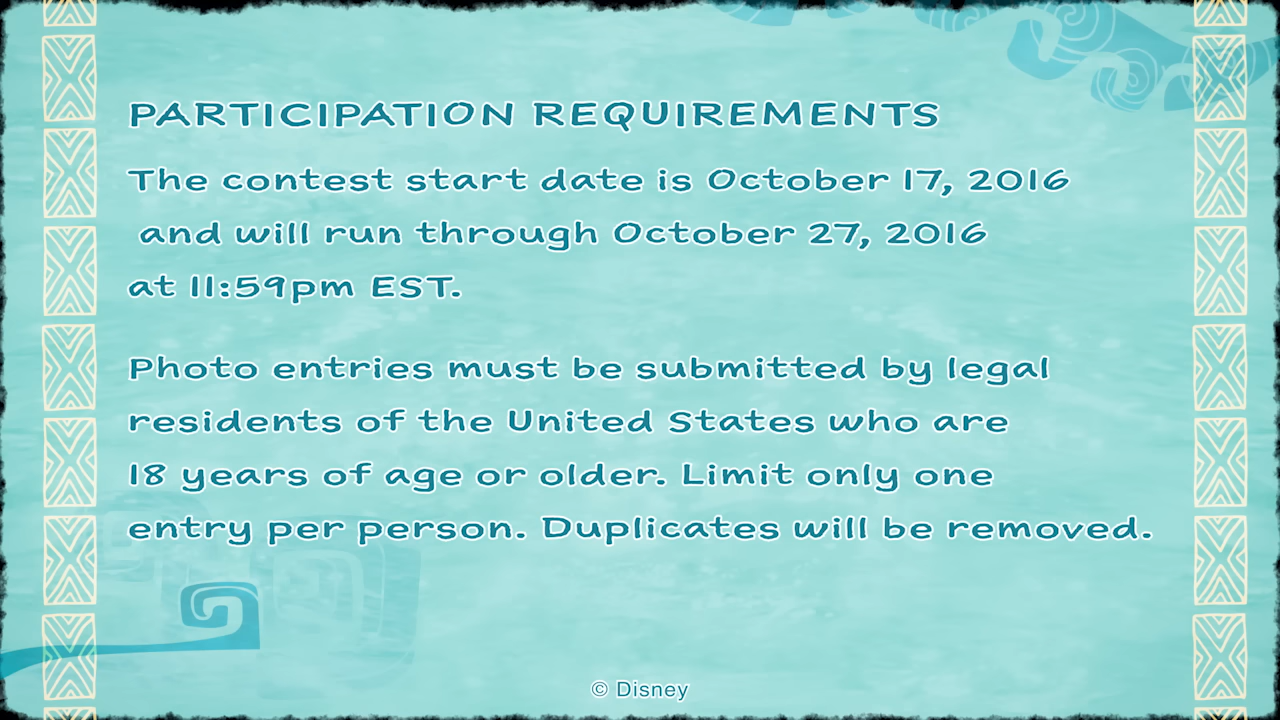 PARTICIPATION REQUIREMENTS
The contest start date is October 17, 2016
and will run through October 27, 2016
at 11:59pm EST.
Photo entries must be submitted by legal
residents of the United States who are
18 years of age or older. Limit only one
entry per person. Duplicates will be removed.
© Disney